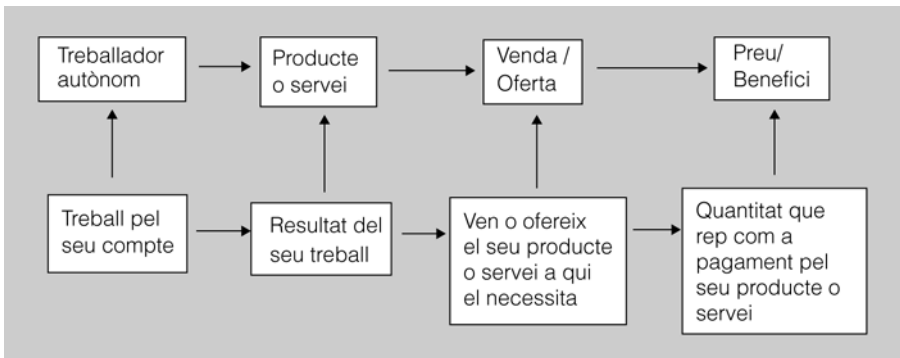 Treballador
autònom
Producte
o servei
Venda /
Oferta
Preu/
Benefici
Treball pel
seu compte
Resultat del
seu treball
Ven o ofereix
el seu producte
o servei a qui
el necessita
Quantitat que
rep com a
pagament pel
seu producte o
servei